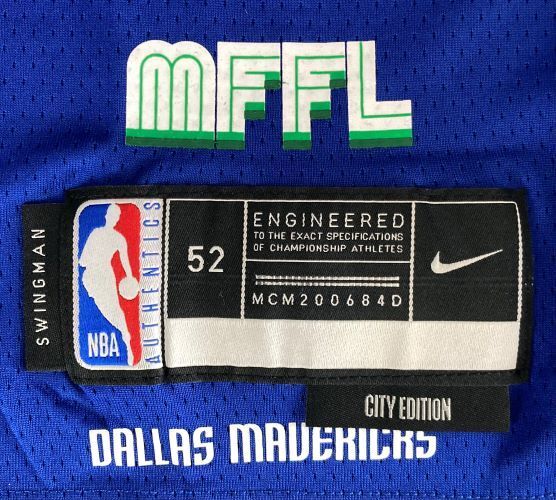 MFFL
SWINGMAN
NBA
AUTHENTICS
52
ENGINEERED
TO THE EXACT SPECIFICATIONS
OF CHAMPIONSHIP ATHLETES
MCM200684D
CITY EDITION
DALLAS MAVERICKS